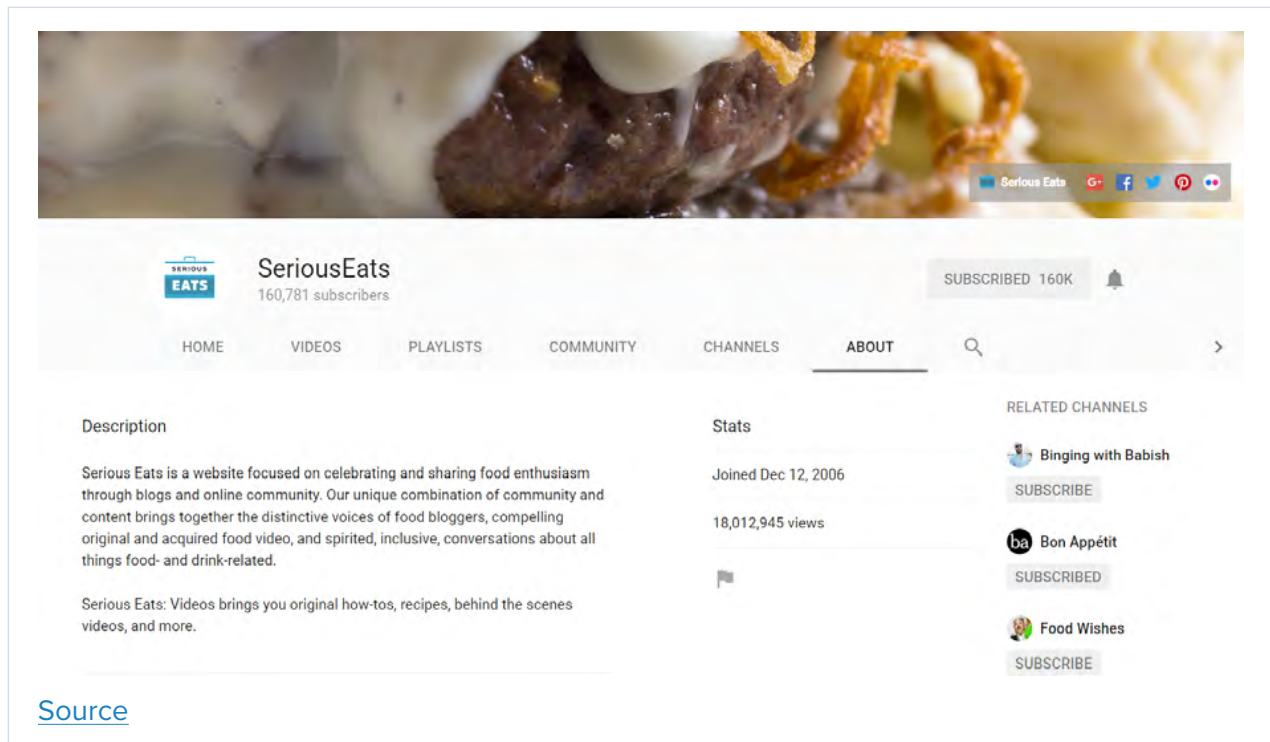 Serious Eats
SERIOUS
EATS
SeriousEats
160,781 subscribers
SUBSCRIBED 160K
HOME VIDEOS PLAYLISTS COMMUNITY CHANNELS ABOUT
Description
Serious Eats is a website focused on celebrating and sharing food enthusiasm
through blogs and online community. Our unique combination of community and
content brings together the distinctive voices of food bloggers, compelling
original and acquired food video, and spirited, inclusive, conversations about all
things food- and drink-related.
Serious Eats: Videos brings you original how-tos, recipes, behind the scenes
videos, and more.
Stats
Joined Dec 12, 2006
18,012,945 views
RELATED CHANNELS
Binging with Babish
SUBSCRIBE
ba Bon Appétit
SUBSCRIBED
Food Wishes
SUBSCRIBE
Source